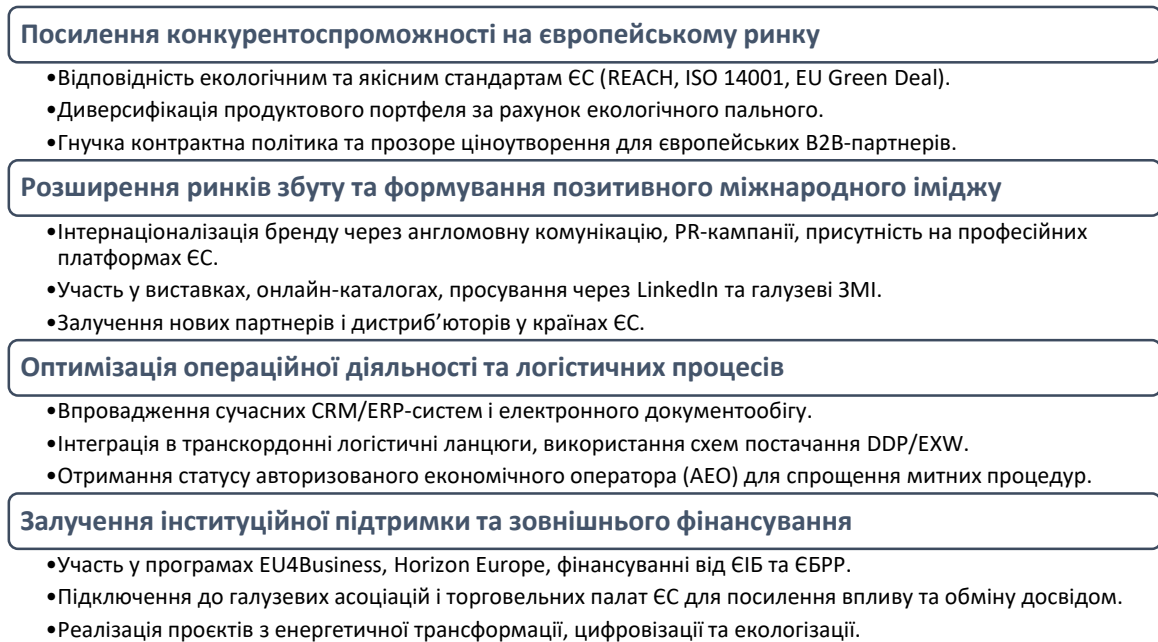 Посилення конкурентоспроможності на європейському ринку
•Відповідність екологічним та якісним стандартам ЄС (REACH, ISO 14001, EU Green Deal).
•Диверсифікація продуктового портфеля за рахунок екологічного пального.
•Гнучка контрактна політика та прозоре ціноутворення для європейських B2B-партнерів.
Розширення ринків збуту та формування позитивного міжнародного іміджу
•Інтернаціоналізація бренду через англомовну комунікацію, PR-кампанії, присутність на професійних
платформах ЄС.
•Участь у виставках, онлайн-каталогах, просування через LinkedIn та галузеві ЗМІ.
•Залучення нових партнерів і дистриб’юторів у країнах ЄС.
Оптимізація операційної діяльності та логістичних процесів
•Впровадження сучасних CRM/ERP-систем і електронного документообігу.
•Інтеграція в транскордонні логістичні ланцюги, використання схем постачання DDP/EXW.
•Отримання статусу авторизованого економічного оператора (АЕО) для спрощення митних процедур.
Залучення інституційної підтримки та зовнішнього фінансування
•Участь у програмах EU4Business, Horizon Europe, фінансуванні від ЄІБ та ЄБРР.
•Підключення до галузевих асоціацій і торговельних палат ЄС для посилення впливу та обміну досвідом.
•Реалізація проєктів з енергетичної трансформації, цифровізації та екологізації.